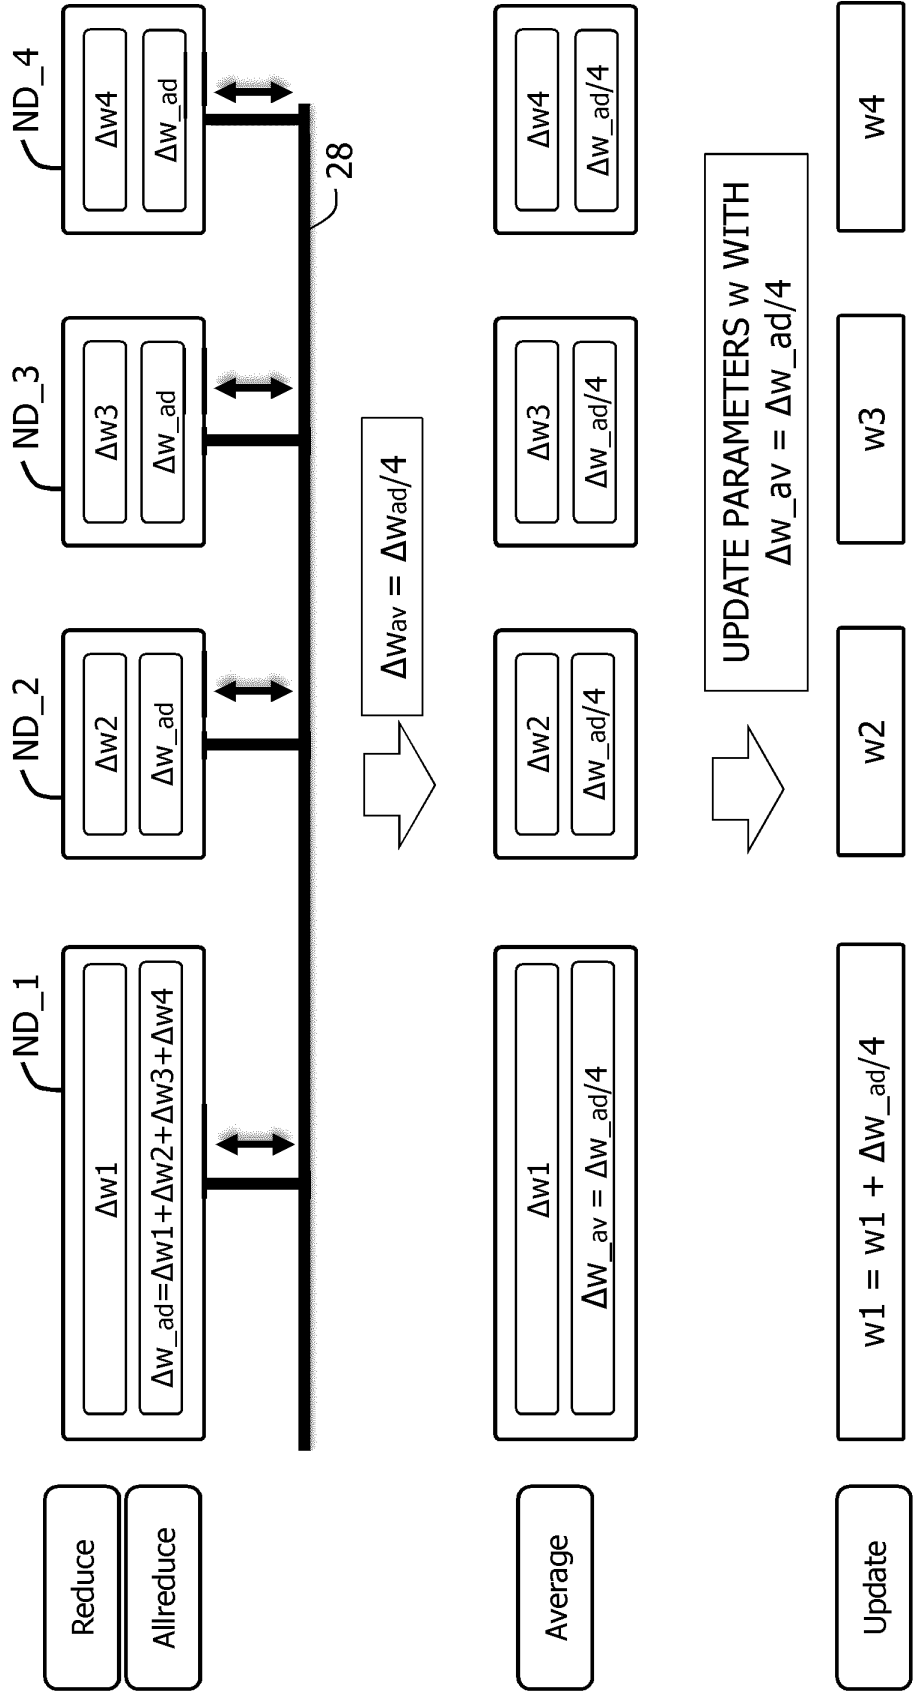 ND_1
ND_2
ND_3
ND_4
Reduce
Allreduce
Δw1
Δw_ad=Δw1+Δw2+Δw3+Δw4
Δw2
Δw_ad
Δw3
Δw_ad
Δw4
Δw_ad
28
Δwav = Δwad/4
Average
Δw1
Δw_av = Δw_ad/4
Δw2
Δw_ad/4
Δw3
Δw_ad/4
Δw4
Δw_ad/4
UPDATE PARAMETERS w WITH
Δw_av = Δw_ad/4
Update
w1 = w1 + Δw_ad/4
w2
w3
w4